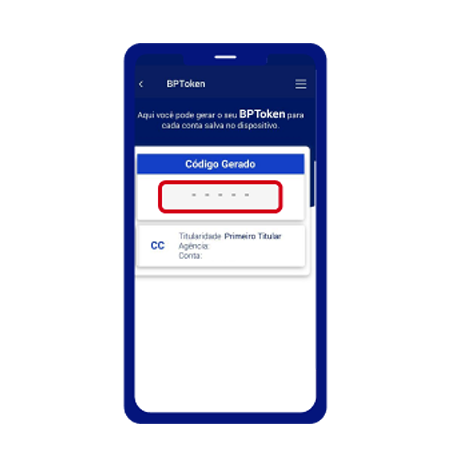 BPToken
Aqui você pode gerar o seu BPToken para
cada conta salva no dispositivo.
Código Gerado
- - - - -
CC
Titularidade Primeiro Titular
Agência:
Conta: